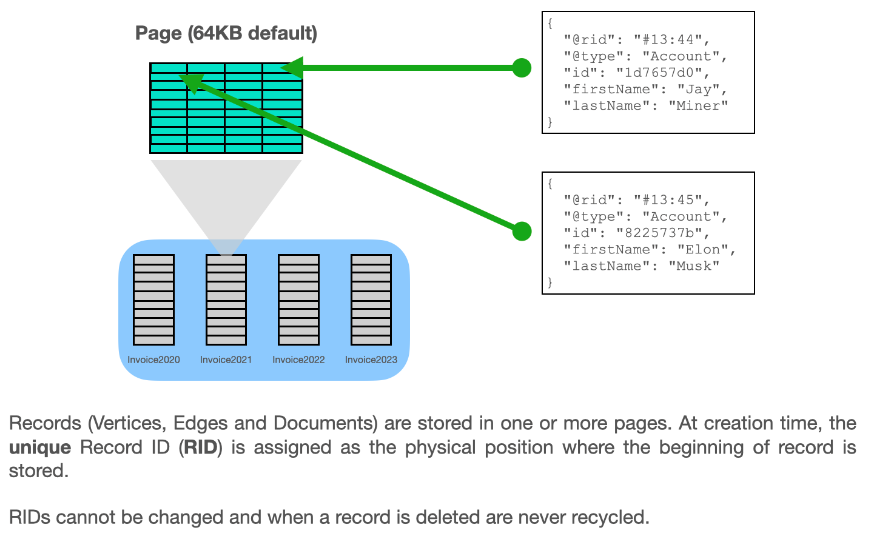 Page (64KB default)
{
"@rid": "#13:44",
"@type": "Account",
"id": "1d7657d0",
"firstName": "Jay",
"lastName": "Miner"
}
{
"@rid": "#13:45",
"@type": "Account",
"id": "8225737b",
"firstName": "Elon",
"lastName": "Musk"
}
Invoice2020
Invoice2021
Invoice2022
Invoice2023
Records (Vertices, Edges and Documents) are stored in one or more pages. At creation time, the
unique Record ID (RID) is assigned as the physical position where the beginning of record is
stored.
RIDs cannot be changed and when a record is deleted are never recycled.